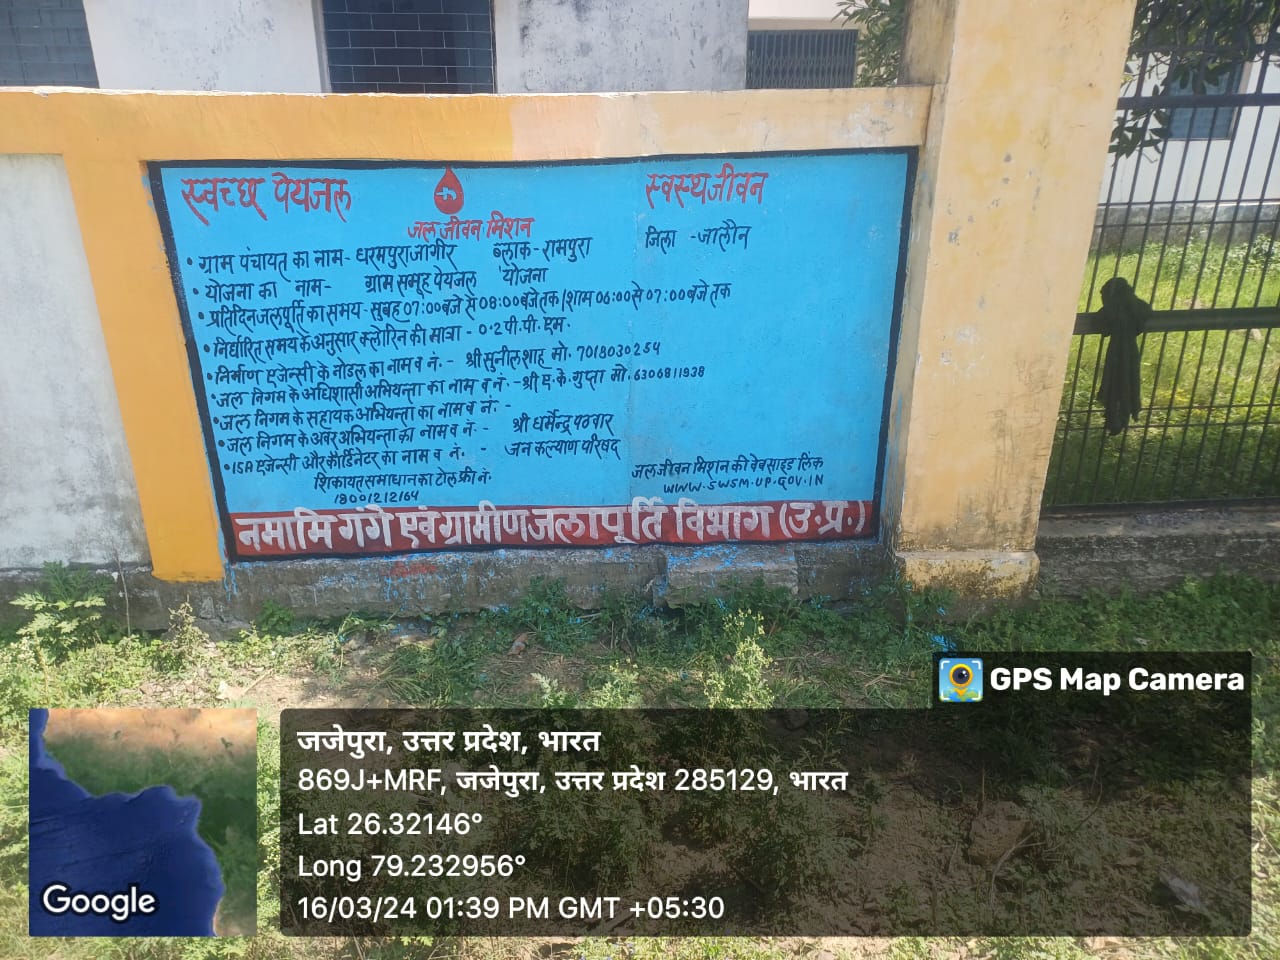 स्वच्छ पेयजल
स्वस्थ जीवन
जल जीवन मिशन
• ग्राम पंचायत का नाम - धरमपुरा जागीर ब्लाक - रामपुरा जिला - जालौन
• योजना का नाम - ग्राम समूह पेयजल योजना
• प्रतिदिन जलपूर्ति का समय - सुबह 07:00 बजे से 08:00 बजे तक | शाम 06:00 से 07:00 बजे तक
• निर्धारित समय के अनुसार क्लोरिन की मात्रा - 0.2 पी.पी.एम.
• निर्माण एजेन्सी के नोडल का नाम व नं. - श्री सुनील शाह मो. 7018030254
• जल निगम के अधिशासी अभियन्ता का नाम व नं. - श्री ए.के. गुप्ता मो. 6306811938
• जल निगम के सहायक अभियन्ता का नाम व नं. -
• जल निगम के अवर अभियन्ता का नाम व नं. - श्री धर्मेन्द्र पठवार
• ISA एजेन्सी और कोर्डिनेटर का नाम व नं. - जन कल्याण परिषद
शिकायत समाधान का टोल फ्री नं.
18001212164
जल जीवन मिशन की वेबसाइड लिंक
WWW.SWSM-UP.GOV.IN
नमामि गंगे एवं ग्रामीण जलापूर्ति विभाग (उ.प्र.)
GPS Map Camera
जजेपुरा, उत्तर प्रदेश, भारत
869J+MRF, जजेपुरा, उत्तर प्रदेश 285129, भारत
Lat 26.32146°
Long 79.232956°
16/03/24 01:39 PM GMT +05:30
Google